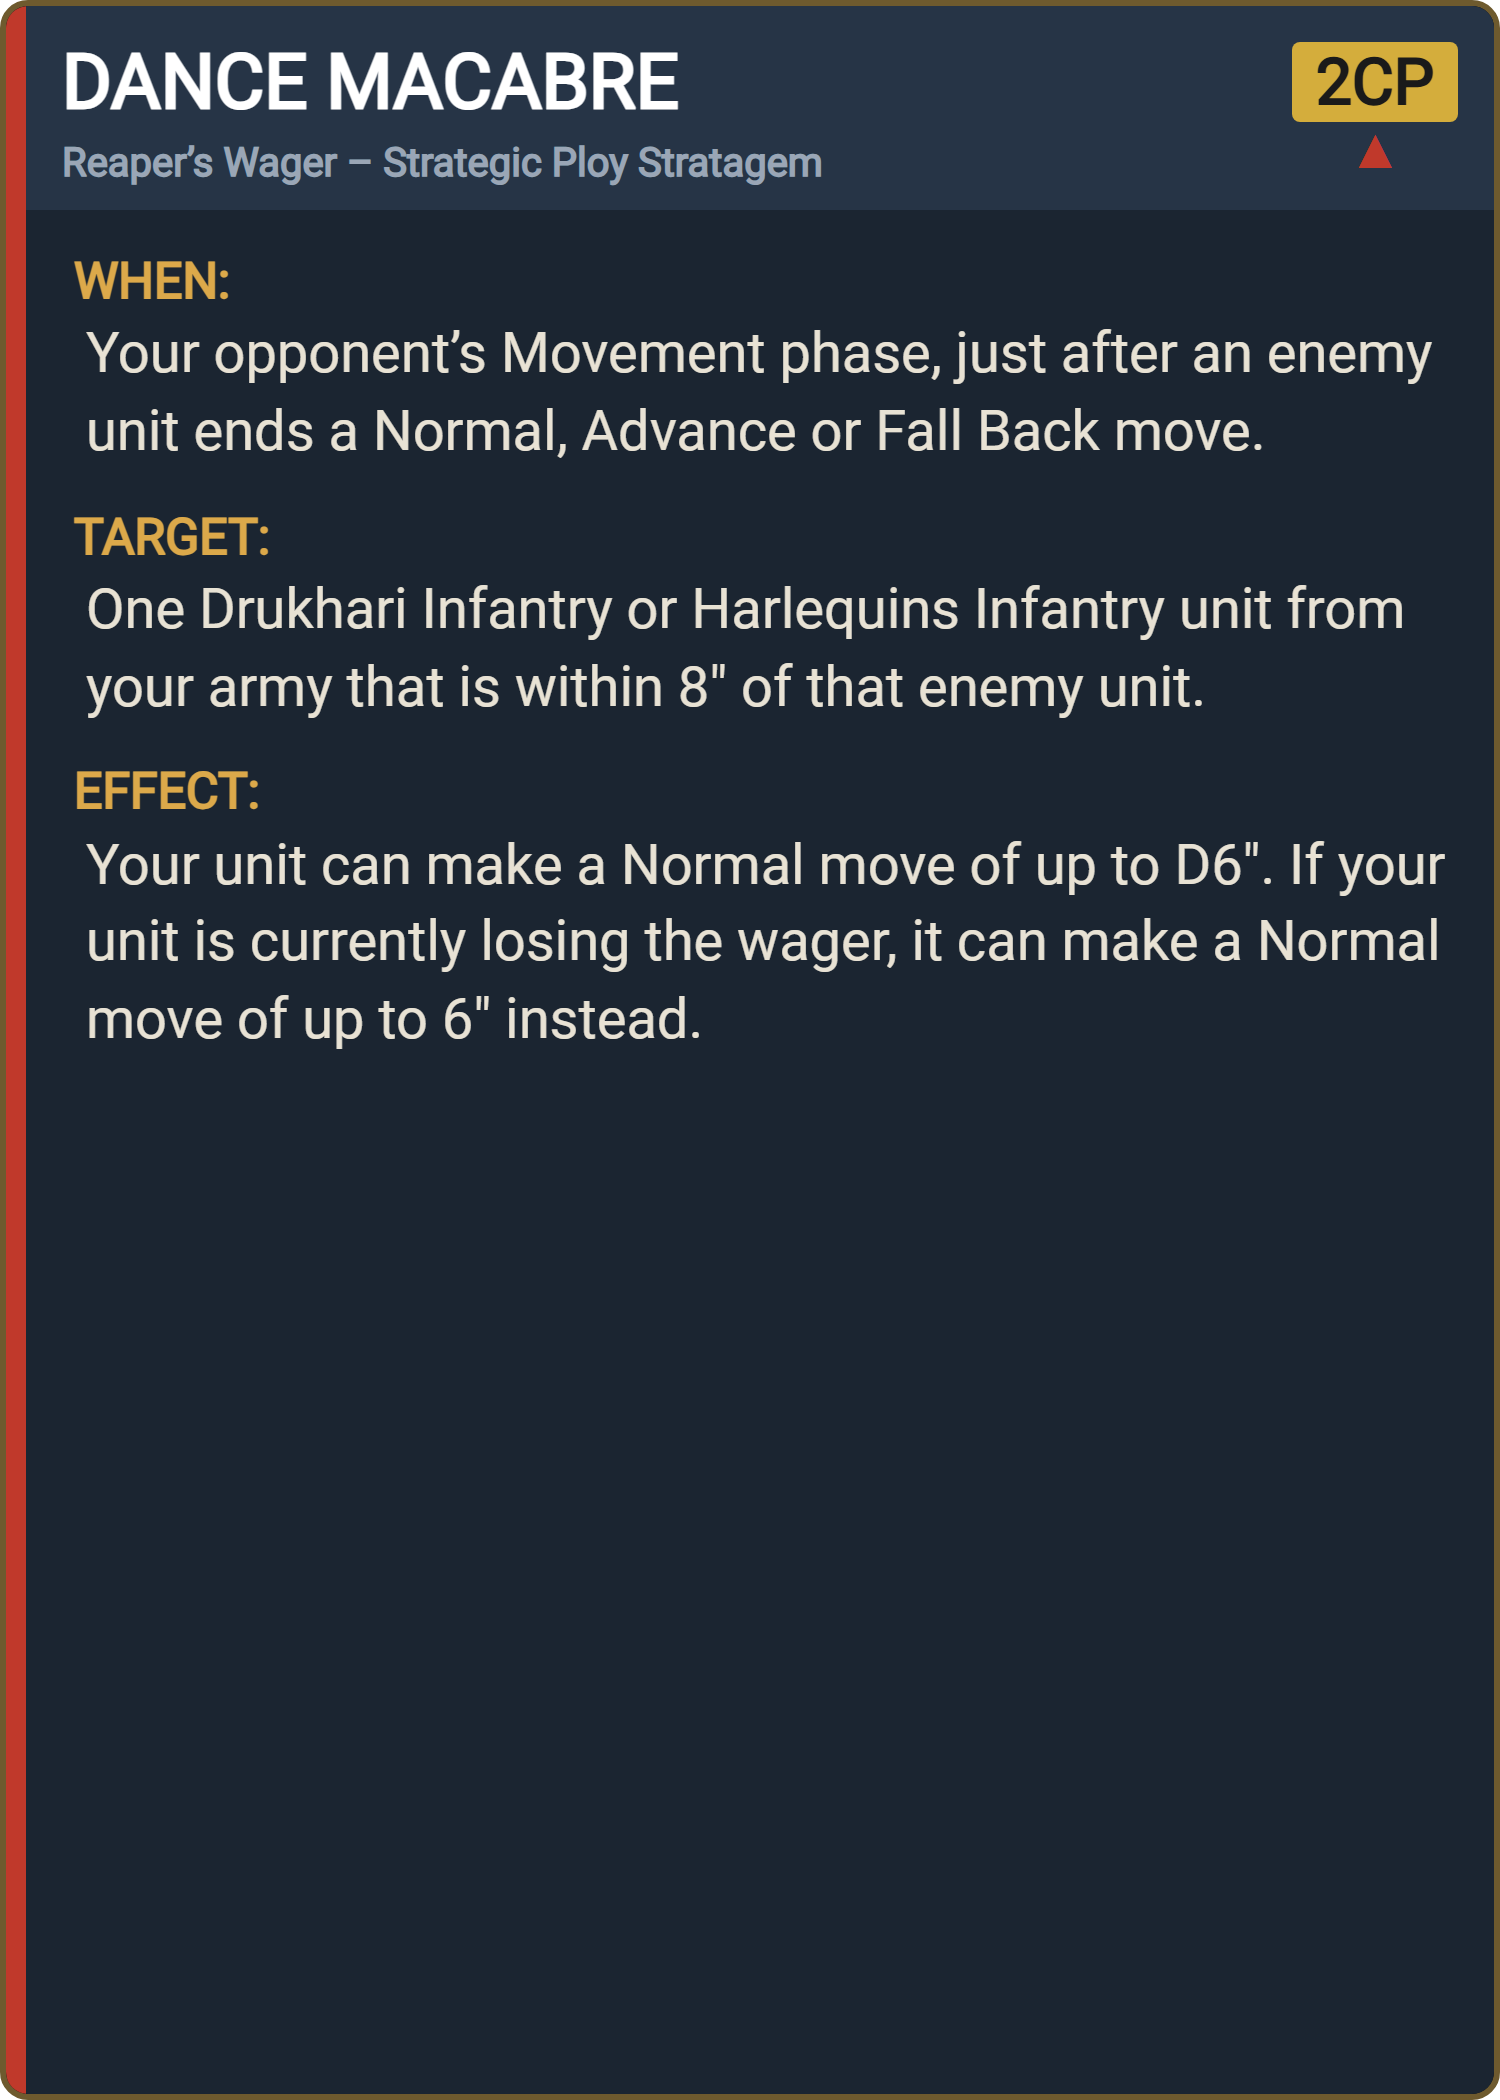 DANCE MACABRE
2CP
Reaper’s Wager – Strategic Ploy Stratagem
WHEN:
Your opponent’s Movement phase, just after an enemy
unit ends a Normal, Advance or Fall Back move.
TARGET:
One Drukhari Infantry or Harlequins Infantry unit from
your army that is within 8" of that enemy unit.
EFFECT:
Your unit can make a Normal move of up to D6". If your
unit is currently losing the wager, it can make a Normal
move of up to 6" instead.